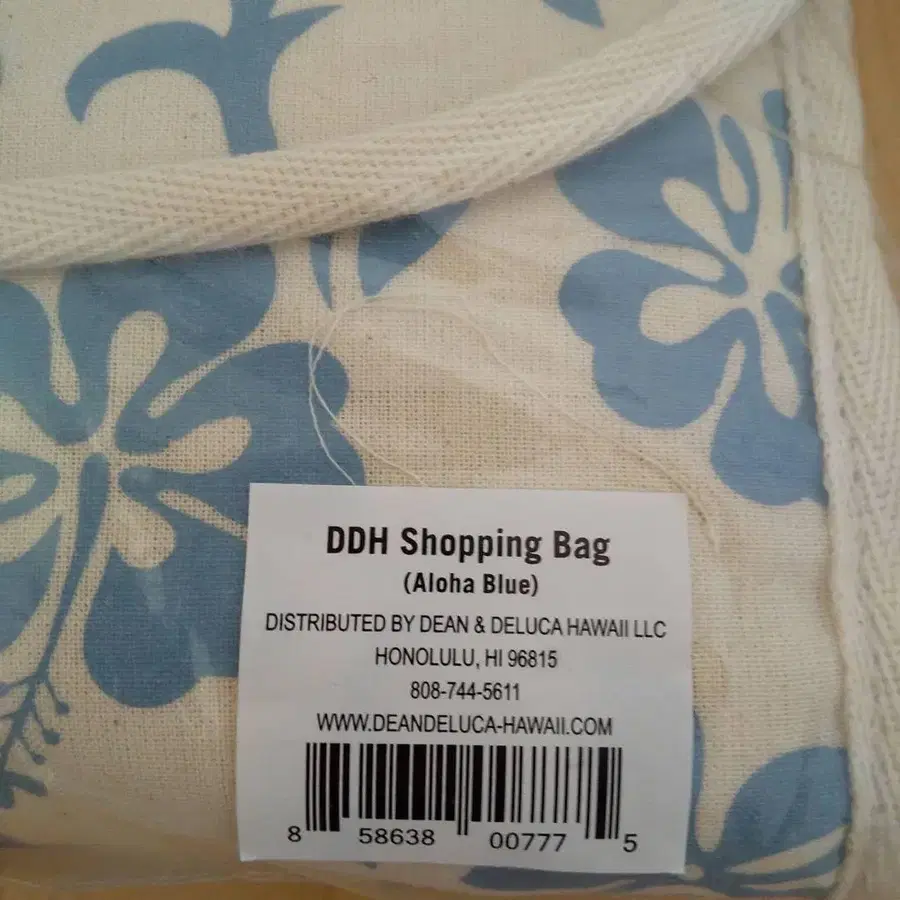 DDH Shopping Bag
(Aloha Blue)
DISTRIBUTED BY DEAN & DELUCA HAWAII LLC
HONOLULU, HI 96815
808-744-5611
WWW.DEANDELUCA-HAWAII.COM
8 58638 00777 5